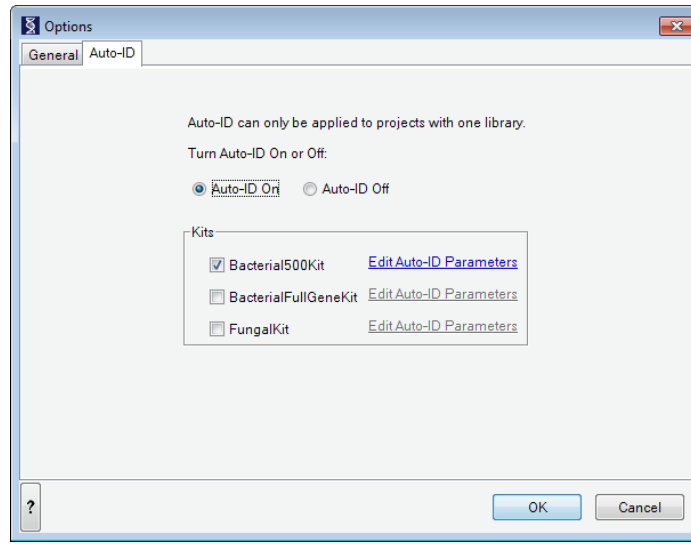 Options
General Auto-ID
Auto-ID can only be applied to projects with one library.
Turn Auto-ID On or Off:
Auto-ID On Auto-ID Off
Kits
Bacterial500Kit Edit Auto-ID Parameters
BacterialFullGeneKit Edit Auto-ID Parameters
FungalKit Edit Auto-ID Parameters
? OK Cancel